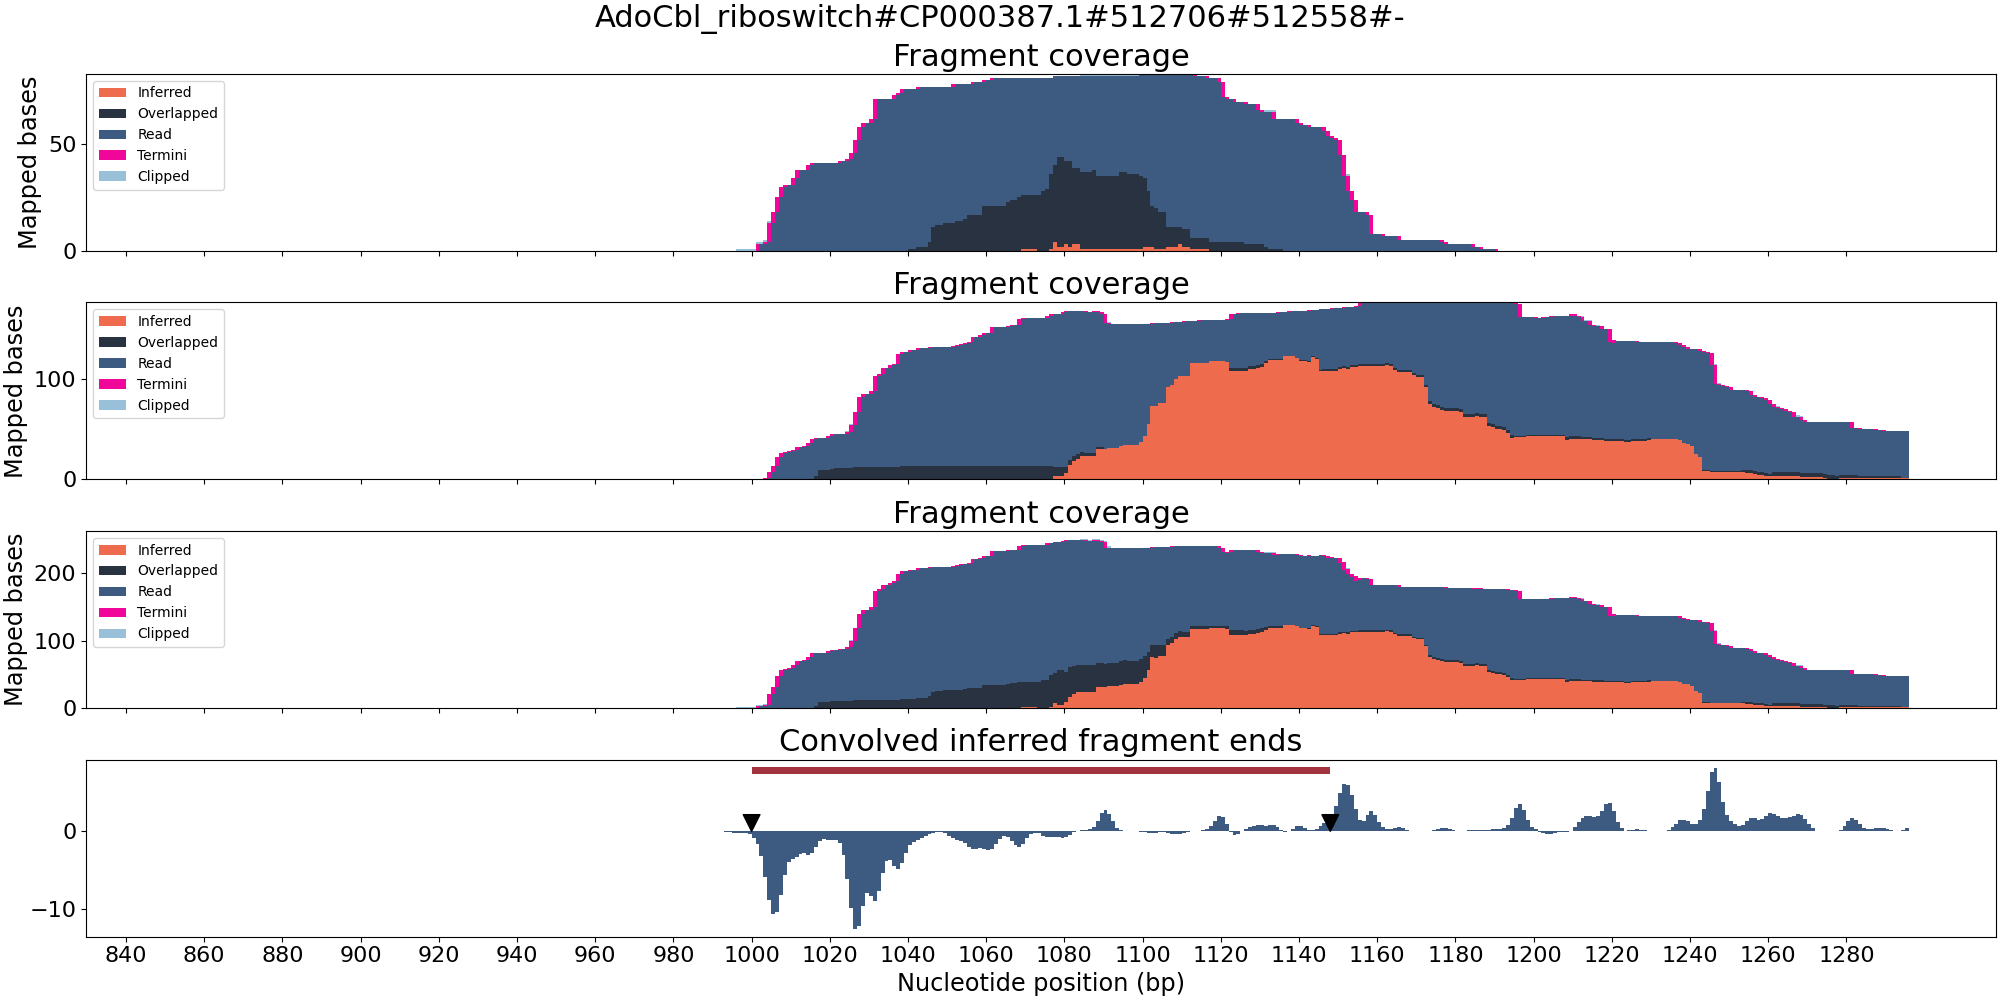 AdoCbl_riboswitch#CP000387.1#512706#512558#-
Fragment coverage
Mapped bases
50
0
Inferred
Overlapped
Read
Termini
Clipped
Fragment coverage
Mapped bases
100
0
Inferred
Overlapped
Read
Termini
Clipped
Fragment coverage
Mapped bases
200
100
0
Inferred
Overlapped
Read
Termini
Clipped
Convolved inferred fragment ends
0
−10
840 860 880 900 920 940 960 980 1000 1020 1040 1060 1080 1100 1120 1140 1160 1180 1200 1220 1240 1260 1280
Nucleotide position (bp)